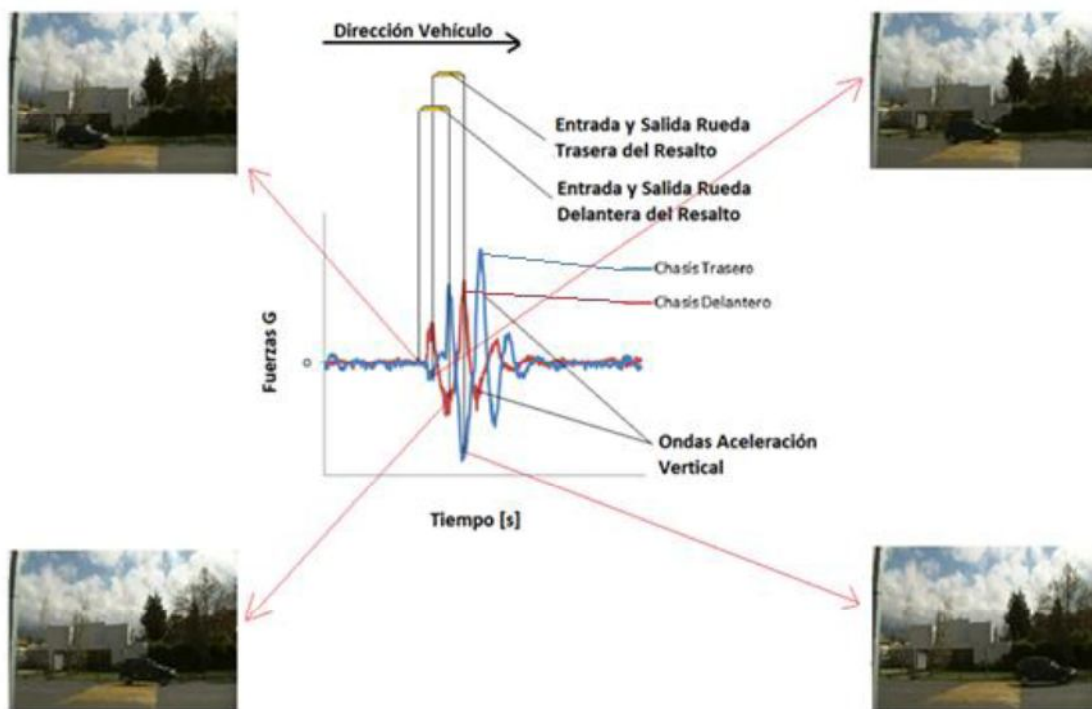 Dirección Vehículo
Entrada y Salida Rueda
Trasera del Resalto
Entrada y Salida Rueda
Delantera del Resalto
Chasis Trasero
Chasis Delantero
Fuerzas G
0
Ondas Aceleración
Vertical
Tiempo [s]